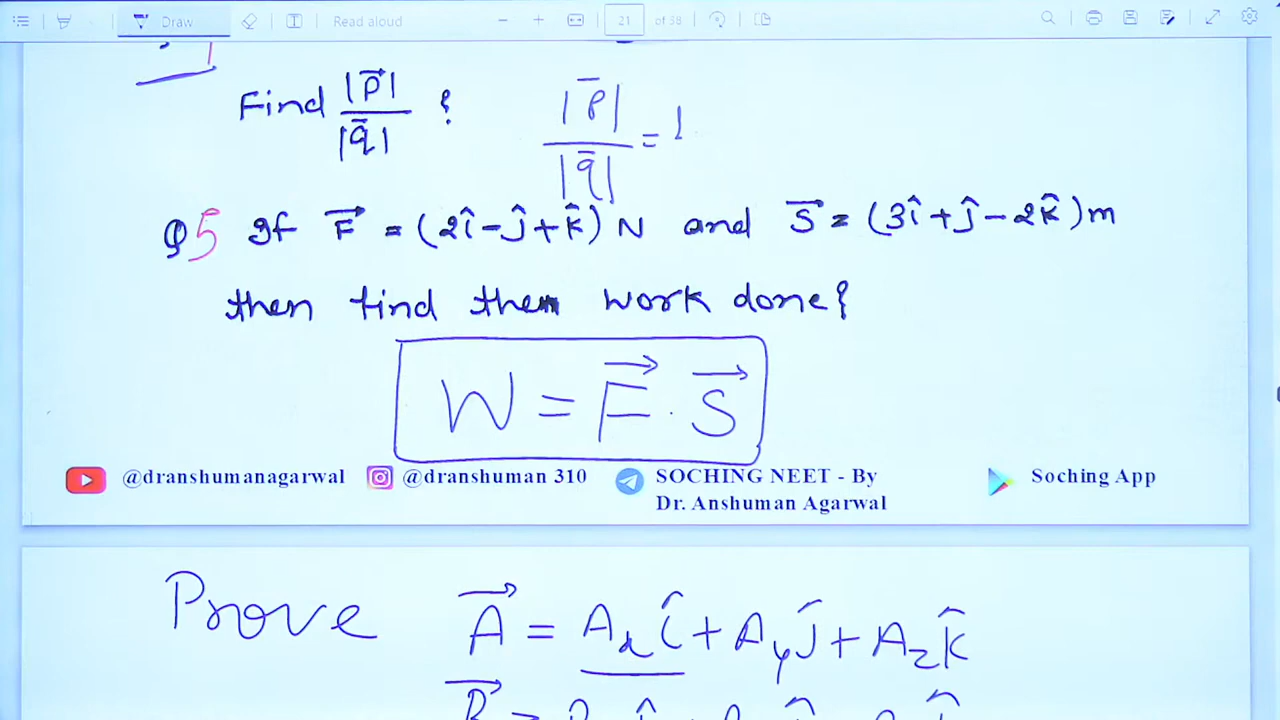 Draw
Read aloud
21 of 38
Find |p⃗| / |q̄| ?
|p̄| / |q̄| = 1
Q5 If F⃗ = (2î-ĵ+k̂) N and S⃗ = (3î+ĵ-2k̂)m
then find them work done?
W = F⃗ . S⃗
@dranshumanagarwal
@dranshuman 310
SOCHING NEET - By
Dr. Anshuman Agarwal
Soching App
Prove A⃗ = Axî + Ayĵ + Azk̂